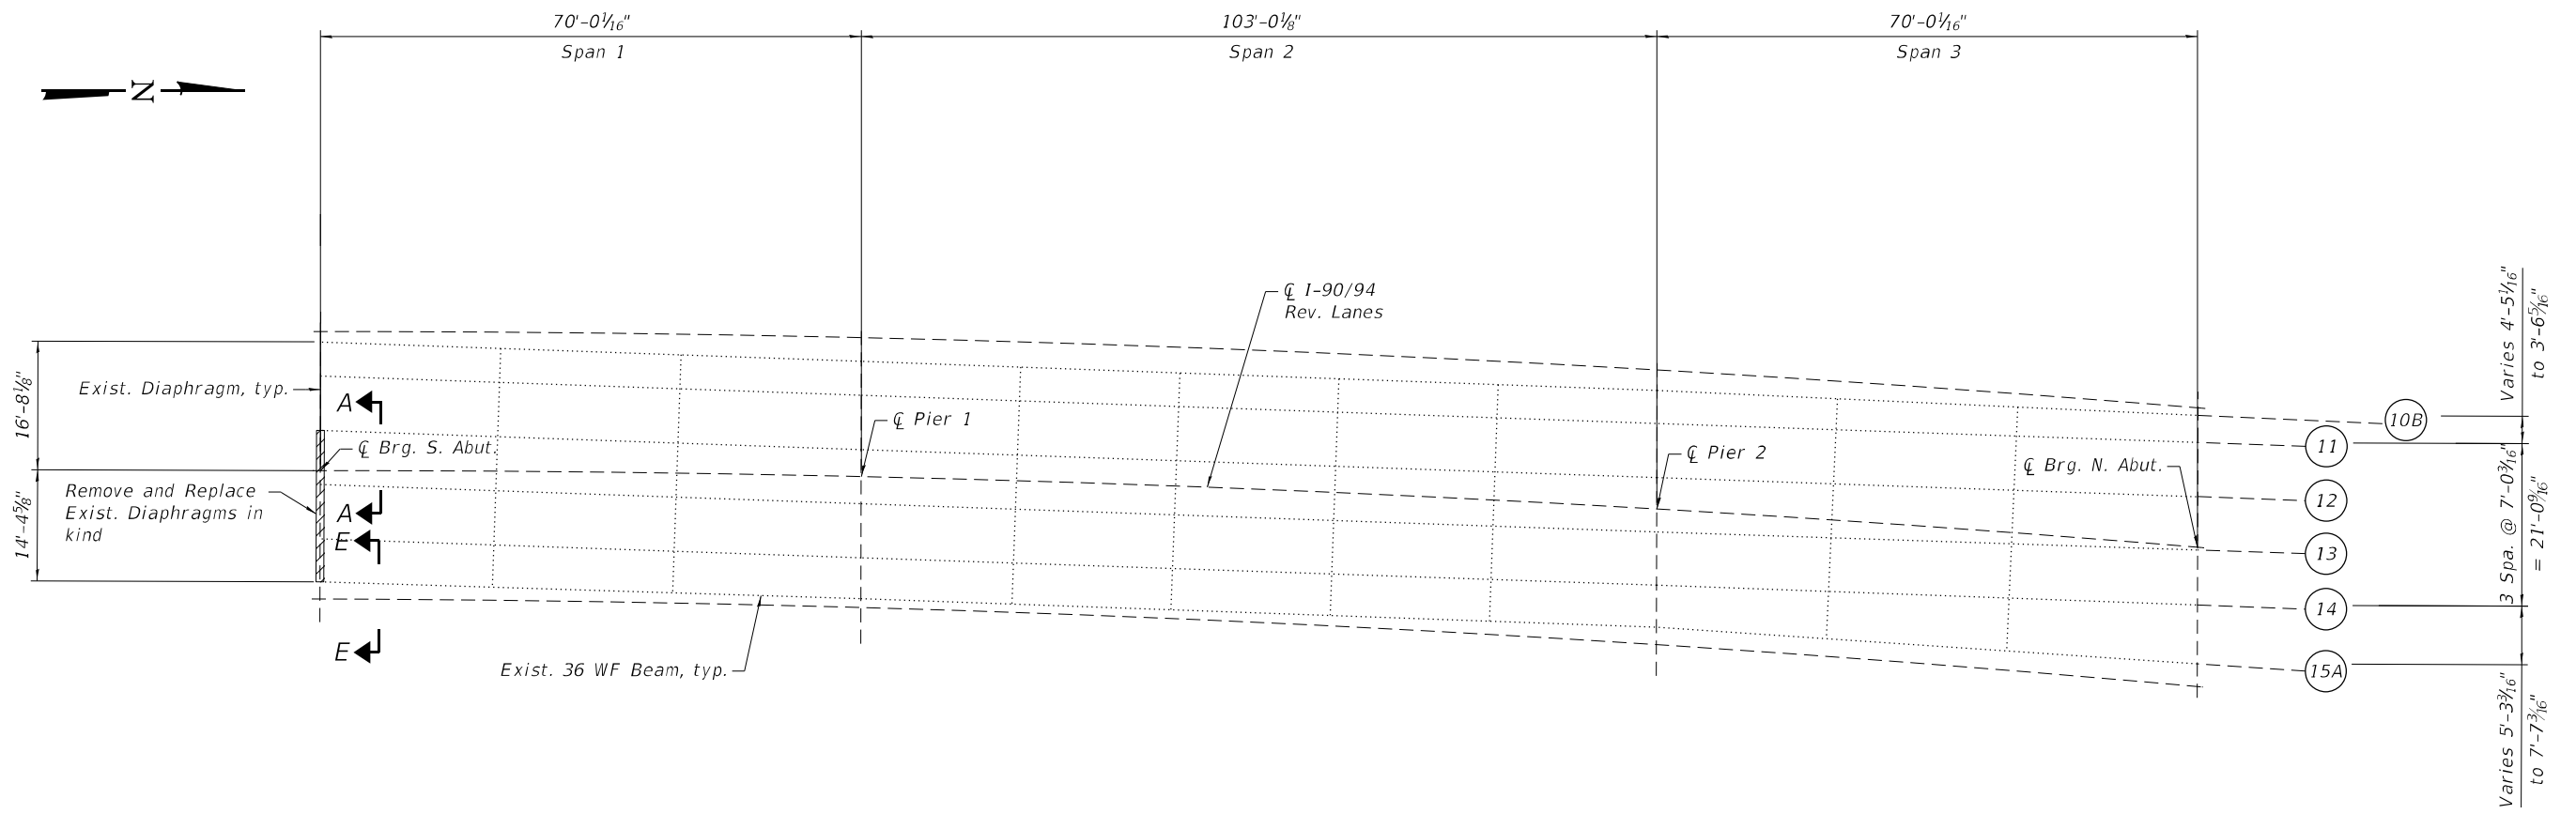 70'-0 1/16"
103'-0 1/8"
70'-0 1/16"
Span 1
Span 2
Span 3
N
℄ I-90/94
Rev. Lanes
Varies 4'-5 1/16"
to 3'-6 5/16"
16'-8 1/8"
Exist. Diaphragm, typ.
A
℄ Pier 1
10B
℄ Brg. S. Abut.
℄ Pier 2
11
℄ Brg. N. Abut.
14'-4 5/8"
Remove and Replace
Exist. Diaphragms in
kind
A
12
3 Spa. @ 7'-0 3/16"
= 21'-0 9/16"
E
13
14
E
Exist. 36 WF Beam, typ.
15A
Varies 5'-3 3/16"
to 7'-7 3/16"